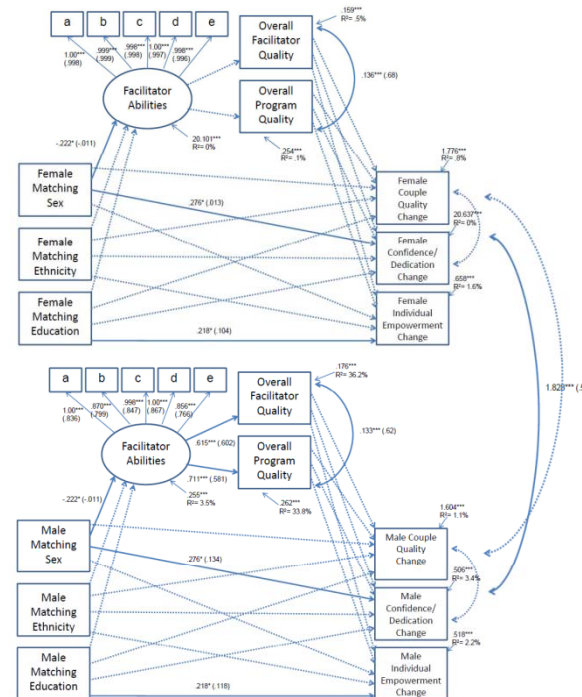 a
b
c
d
e
1.00***
(.998)
.999***
(.999)
.998***
(.998)
1.00***
(.997)
.998***
(.996)
Facilitator
Abilities
Overall
Facilitator
Quality
.159***
R²= .5%
Overall
Program
Quality
.136*** (.68)
20.101***
R²= 0%
.254***
R²= .1%
-.222* (-.011)
Female
Matching
Sex
Female
Matching
Ethnicity
Female
Matching
Education
.276* (.013)
.218* (.104)
1.776***
R²= .8%
Female
Couple
Quality
Change
20.637***
R²= 0%
Female
Confidence/
Dedication
Change
.658***
R²= 1.6%
Female
Individual
Empowerment
Change
a
b
c
d
e
1.00***
(.836)
.870***
(.799)
.998***
(.847)
1.00***
(.867)
.856***
(.766)
Facilitator
Abilities
Overall
Facilitator
Quality
.176***
R²= 36.2%
.615*** (.602)
Overall
Program
Quality
.133*** (.62)
.711*** (.581)
.255***
R²= 3.5%
.262***
R²= 33.8%
-.222* (-.011)
Male
Matching
Sex
Male
Matching
Ethnicity
Male
Matching
Education
.276* (.134)
.218* (.118)
1.604***
R²= 1.1%
Male Couple
Quality
Change
.506***
R²= 3.4%
Male
Confidence/
Dedication
Change
.518***
R²= 2.2%
Male
Individual
Empowerment
Change